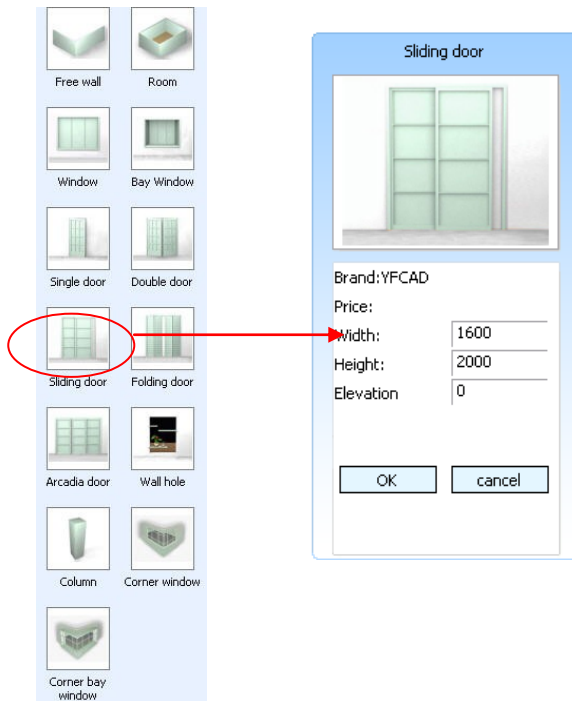 Free wall
Room
Window
Bay Window
Single door
Double door
Sliding door
Folding door
Arcadia door
Wall hole
Column
Corner window
Corner bay
window
Sliding door
Brand:YFCAD
Price:
Width: 1600
Height: 2000
Elevation 0
OK cancel